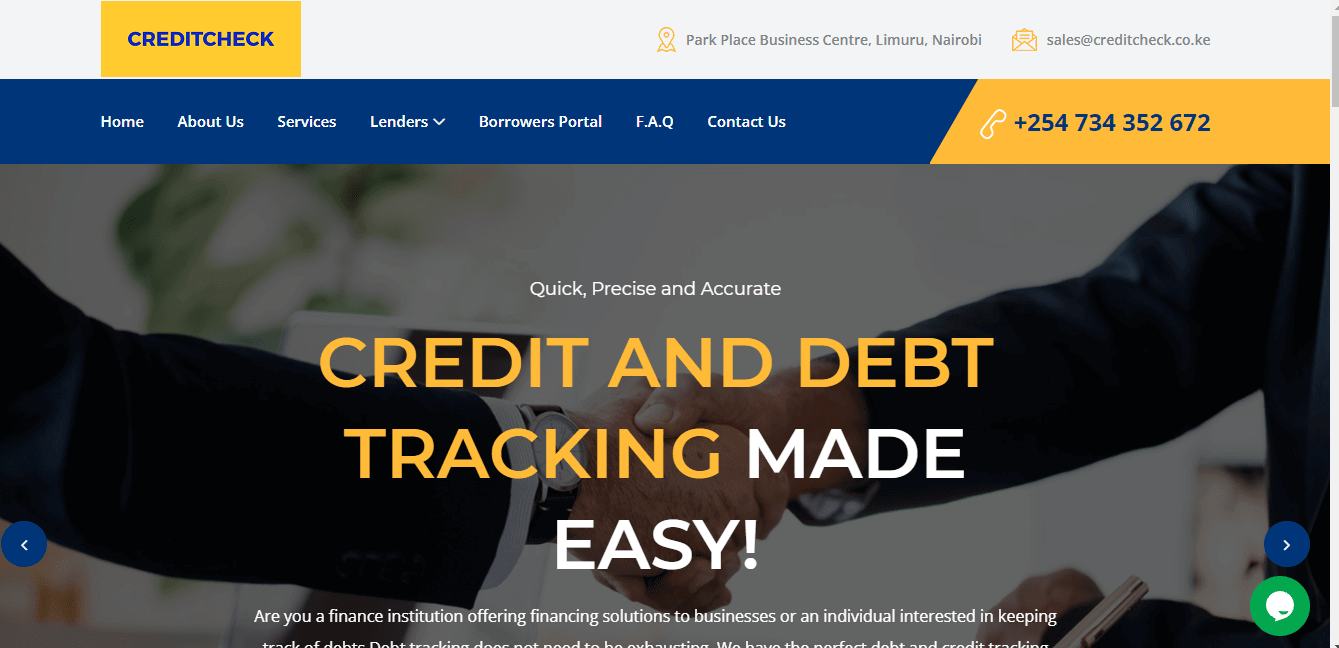 CREDITCHECK
Park Place Business Centre, Limuru, Nairobi
sales@creditcheck.co.ke
Home
About Us
Services
Lenders
Borrowers Portal
F.A.Q
Contact Us
+254 734 352 672
Quick, Precise and Accurate
CREDIT AND DEBT
TRACKING MADE
EASY!
Are you a finance institution offering financing solutions to businesses or an individual interested in keeping
track of debts Debt tracking does not need to be exhausting. We have the perfect debt and credit tracking